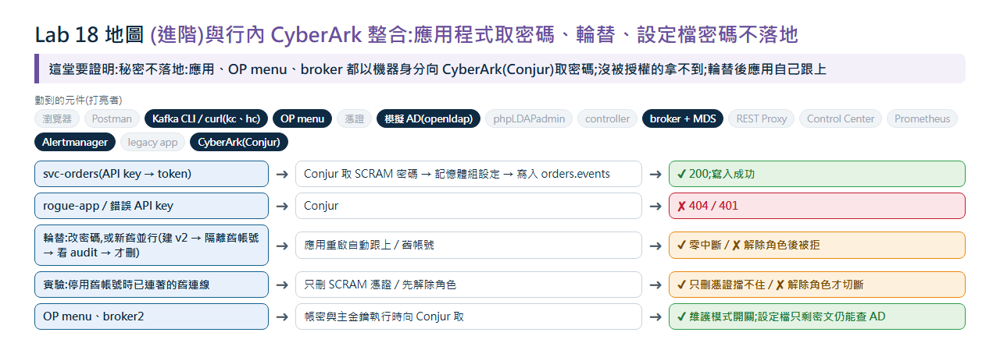 Lab 18 地圖 (進階)與行內 CyberArk 整合:應用程式取密碼、輪替、設定檔密碼不落地
這堂要證明:秘密不落地:應用、OP menu、broker 都以機器身分向 CyberArk(Conjur)取密碼;沒被授權的拿不到;輪替後應用自己跟上
動到的元件(打亮者)
瀏覽器 Postman Kafka CLI / curl(kc、hc) OP menu 憑證 模擬 AD(openldap) phpLDAPadmin controller broker + MDS REST Proxy Control Center Prometheus
Alertmanager legacy app CyberArk(Conjur)
svc-orders(API key → token) → Conjur 取 SCRAM 密碼 → 記憶體組設定 → 寫入 orders.events → ✓ 200;寫入成功
rogue-app / 錯誤 API key → Conjur → ✗ 404 / 401
輪替:改密碼,或新舊並行(建 v2 → 隔離舊帳號
→ 看 audit → 才刪) → 應用重啟自動跟上 / 舊帳號 → ✓ 零中斷 / ✗ 解除角色後被拒
實驗:停用舊帳號時已連著的舊連線 → 只刪 SCRAM 憑證 / 先解除角色 → ✓ 只刪憑證擋不住 / ✗ 解除角色才切斷
OP menu、broker2 → 帳密與主金鑰執行時向 Conjur 取 → ✓ 維護模式開關;設定檔只剩密文仍能查 AD